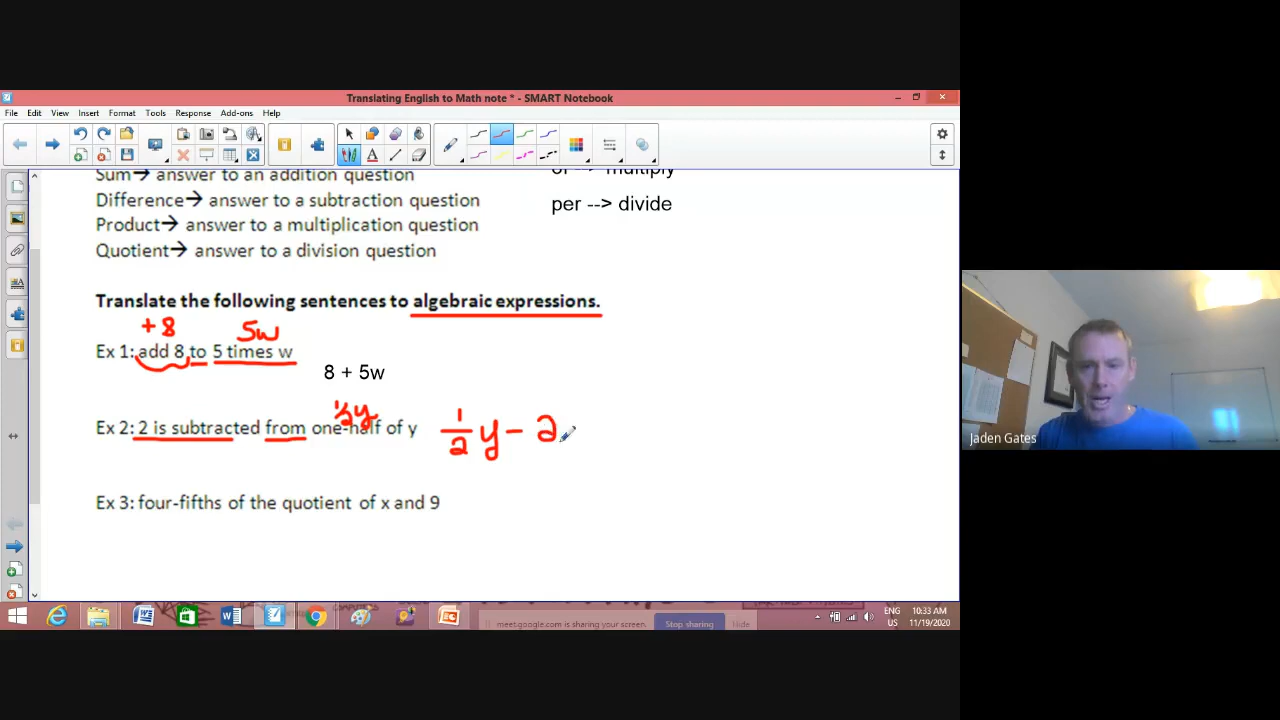 Translating English to Math note * - SMART Notebook
File Edit View Insert Format Tools Response Add-ons Help
Sum→ answer to an addition question
of --> multiply
Difference→ answer to a subtraction question
per --> divide
Product→ answer to a multiplication question
Quotient→ answer to a division question
Translate the following sentences to algebraic expressions.
+8 5w
Ex 1: add 8 to 5 times w
8 + 5w
½y
Ex 2: 2 is subtracted from one-half of y
½y - 2
Jaden Gates
Ex 3: four-fifths of the quotient of x and 9
meet.google.com is sharing your screen. Stop sharing Hide
ENG 10:33 AM
US 11/19/2020